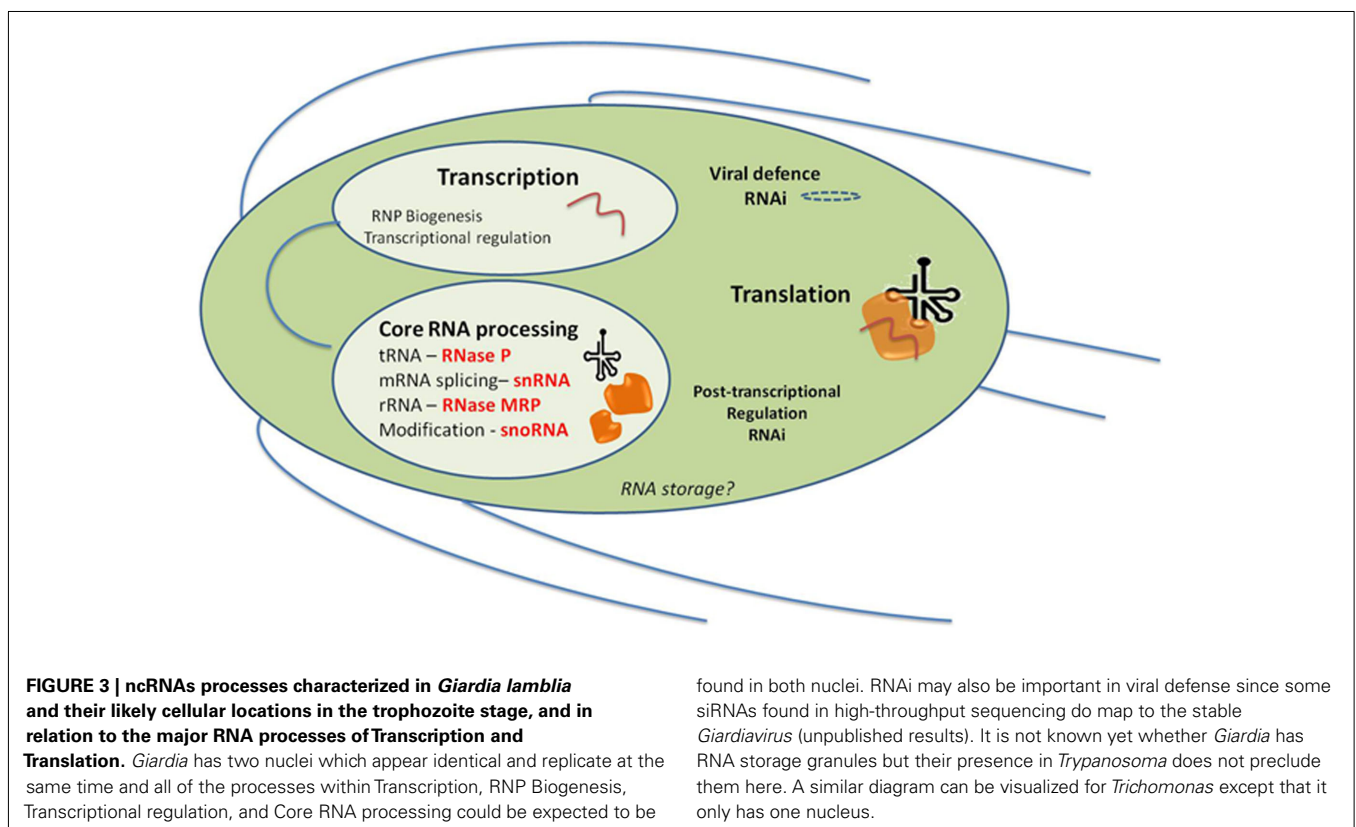 Transcription
RNP Biogenesis
Transcriptional regulation
Viral defence
RNAi
Translation
Core RNA processing
tRNA – RNase P
mRNA splicing– snRNA
rRNA – RNase MRP
Modification - snoRNA
Post-transcriptional
Regulation
RNAi
RNA storage?
FIGURE 3 | ncRNAs processes characterized in Giardia lamblia
and their likely cellular locations in the trophozoite stage, and in
relation to the major RNA processes of Transcription and
Translation. Giardia has two nuclei which appear identical and replicate at the
same time and all of the processes within Transcription, RNP Biogenesis,
Transcriptional regulation, and Core RNA processing could be expected to be
found in both nuclei. RNAi may also be important in viral defense since some
siRNAs found in high-throughput sequencing do map to the stable
Giardiavirus (unpublished results). It is not known yet whether Giardia has
RNA storage granules but their presence in Trypanosoma does not preclude
them here. A similar diagram can be visualized for Trichomonas except that it
only has one nucleus.